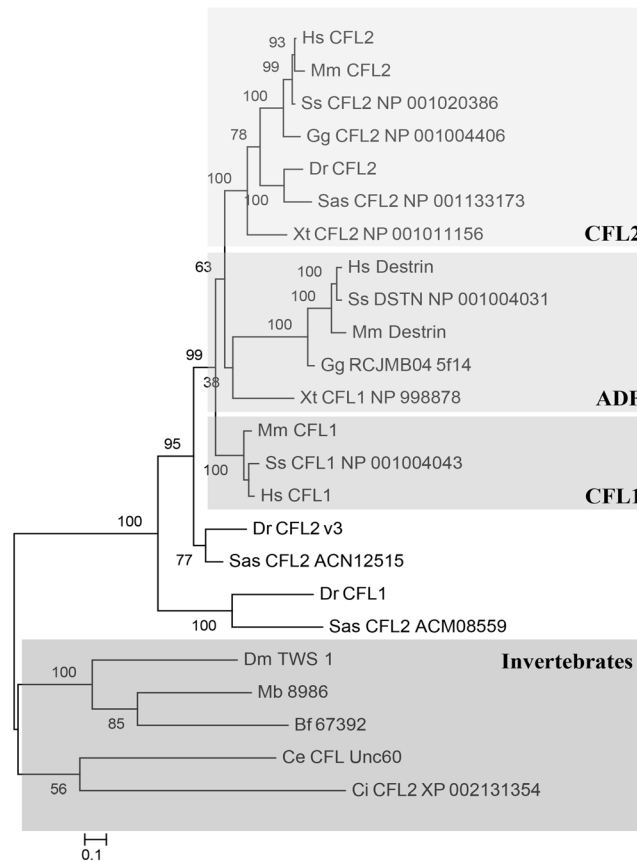 Hs CFL2
93
Mm CFL2
99
Ss CFL2 NP 001020386
100
Gg CFL2 NP 001004406
78
Dr CFL2
100
100
Sas CFL2 NP 001133173
Xt CFL2 NP 001011156
CFL2
63
100
Hs Destrin
100
Ss DSTN NP 001004031
100
Mm Destrin
99
Gg RCJMB04 5f14
38
Xt CFL1 NP 998878
ADF
Mm CFL1
95
100
Ss CFL1 NP 001004043
Hs CFL1
CFL1
100
Dr CFL2 v3
77
Sas CFL2 ACN12515
Dr CFL1
100
Sas CFL2 ACM08559
Dm TWS 1
Invertebrates
100
Mb 8986
85
Bf 67392
Ce CFL Unc60
56
Ci CFL2 XP 002131354
0.1